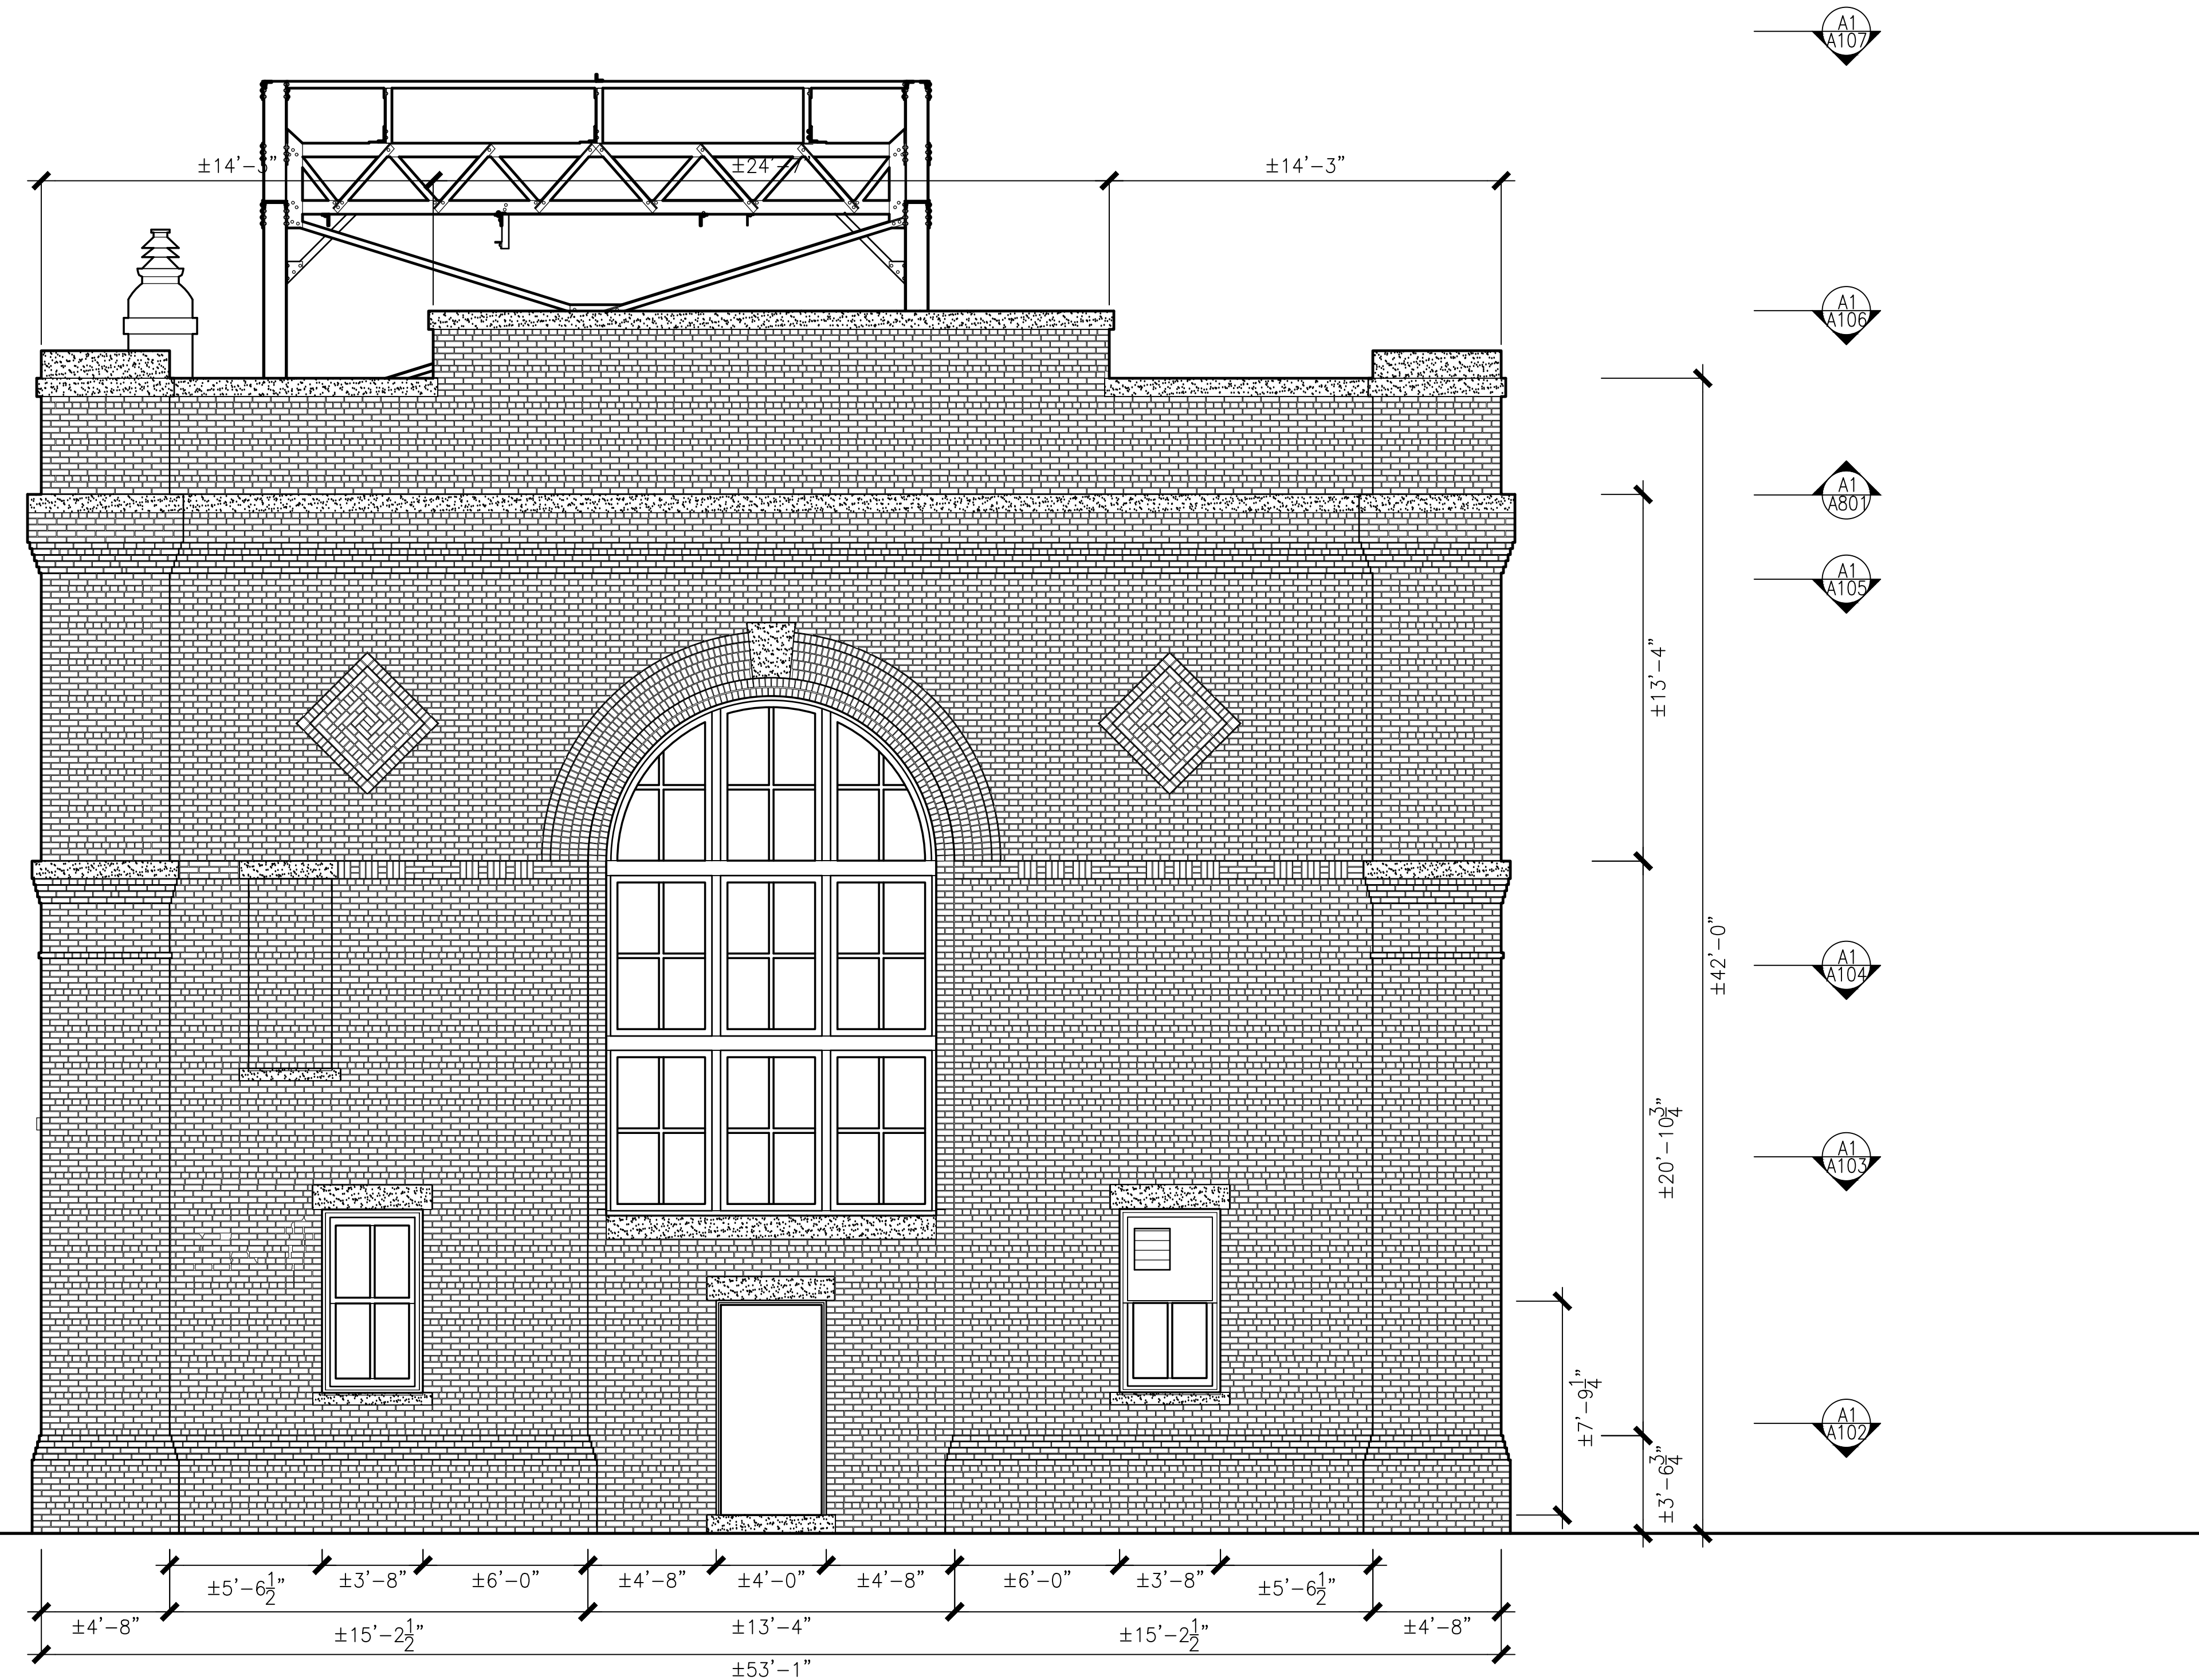 A1
A107
±14'-3" ±24'-7" ±14'-3"
A1
A106
A1
A801
A1
A105
±13'-4"
±42'-0"
A1
A104
±20'-10¾"
A1
A103
±7'-9¼"
A1
A102
±3'-6¾"
±5'-6½" ±3'-8" ±6'-0" ±4'-8" ±4'-0" ±4'-8" ±6'-0" ±3'-8" ±5'-6½"
±4'-8" ±15'-2½" ±13'-4" ±15'-2½" ±4'-8"
±53'-1"